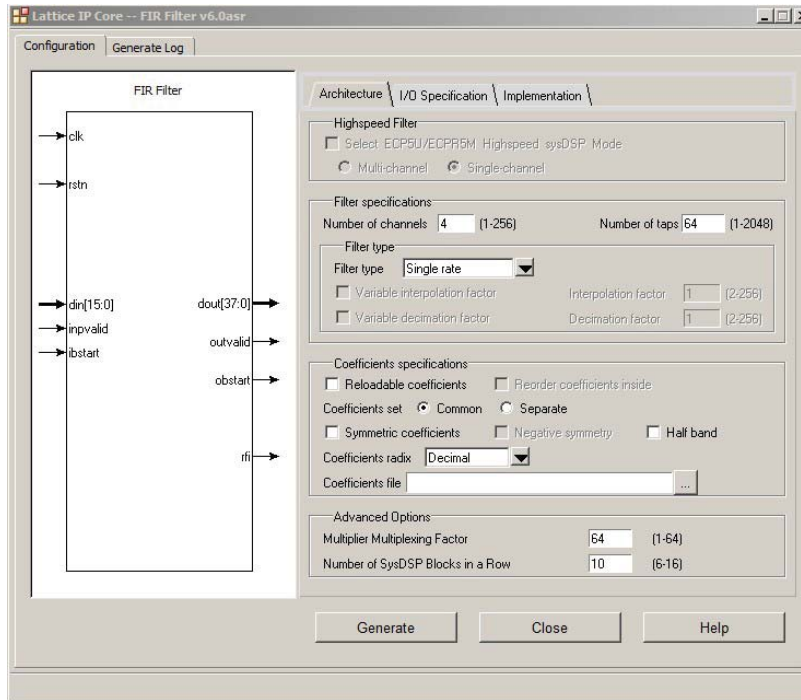 Lattice IP Core -- FIR Filter v6.0asr
Configuration Generate Log
FIR Filter
clk
rstn
din[15:0] dout[37:0]
inpvalid
outvalid
ibstart
obstart
rfi
Architecture I/O Specification Implementation
Highspeed Filter
Select ECP5U/ECPR5M Highspeed sysDSP Mode
Multi-channel Single-channel
Filter specifications
Number of channels 4 (1-256) Number of taps 64 (1-2048)
Filter type
Filter type Single rate
Variable interpolation factor Interpolation factor 1 (2-256)
Variable decimation factor Decimation factor 1 (2-256)
Coefficients specifications
Reloadable coefficients Reorder coefficients inside
Coefficients set Common Separate
Symmetric coefficients Negative symmetry Half band
Coefficients radix Decimal
Coefficients file ...
Advanced Options
Multiplier Multiplexing Factor 64 (1-64)
Number of SysDSP Blocks in a Row 10 (6-16)
Generate Close Help